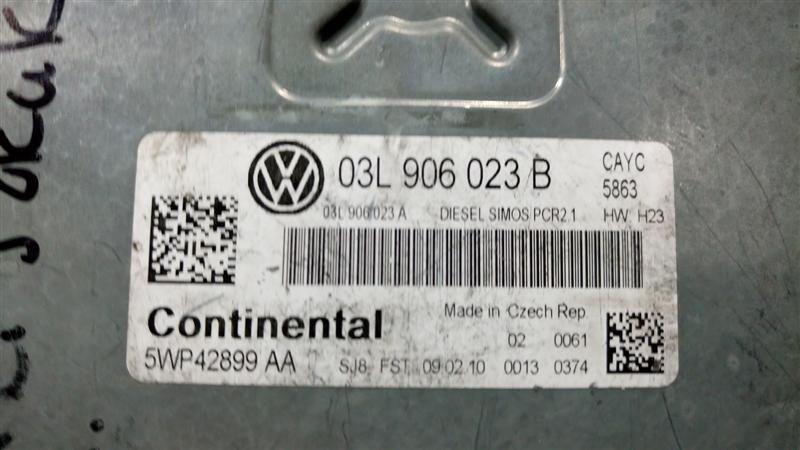 03L 906 023 B
CAYC
5863
03L 906 023 A DIESEL SIMOS PCR2.1 HW. H23
Continental
Made in Czech Rep.
02 0061
5WP42899 AA
SJ8 FST 09.02.10 0013 0374